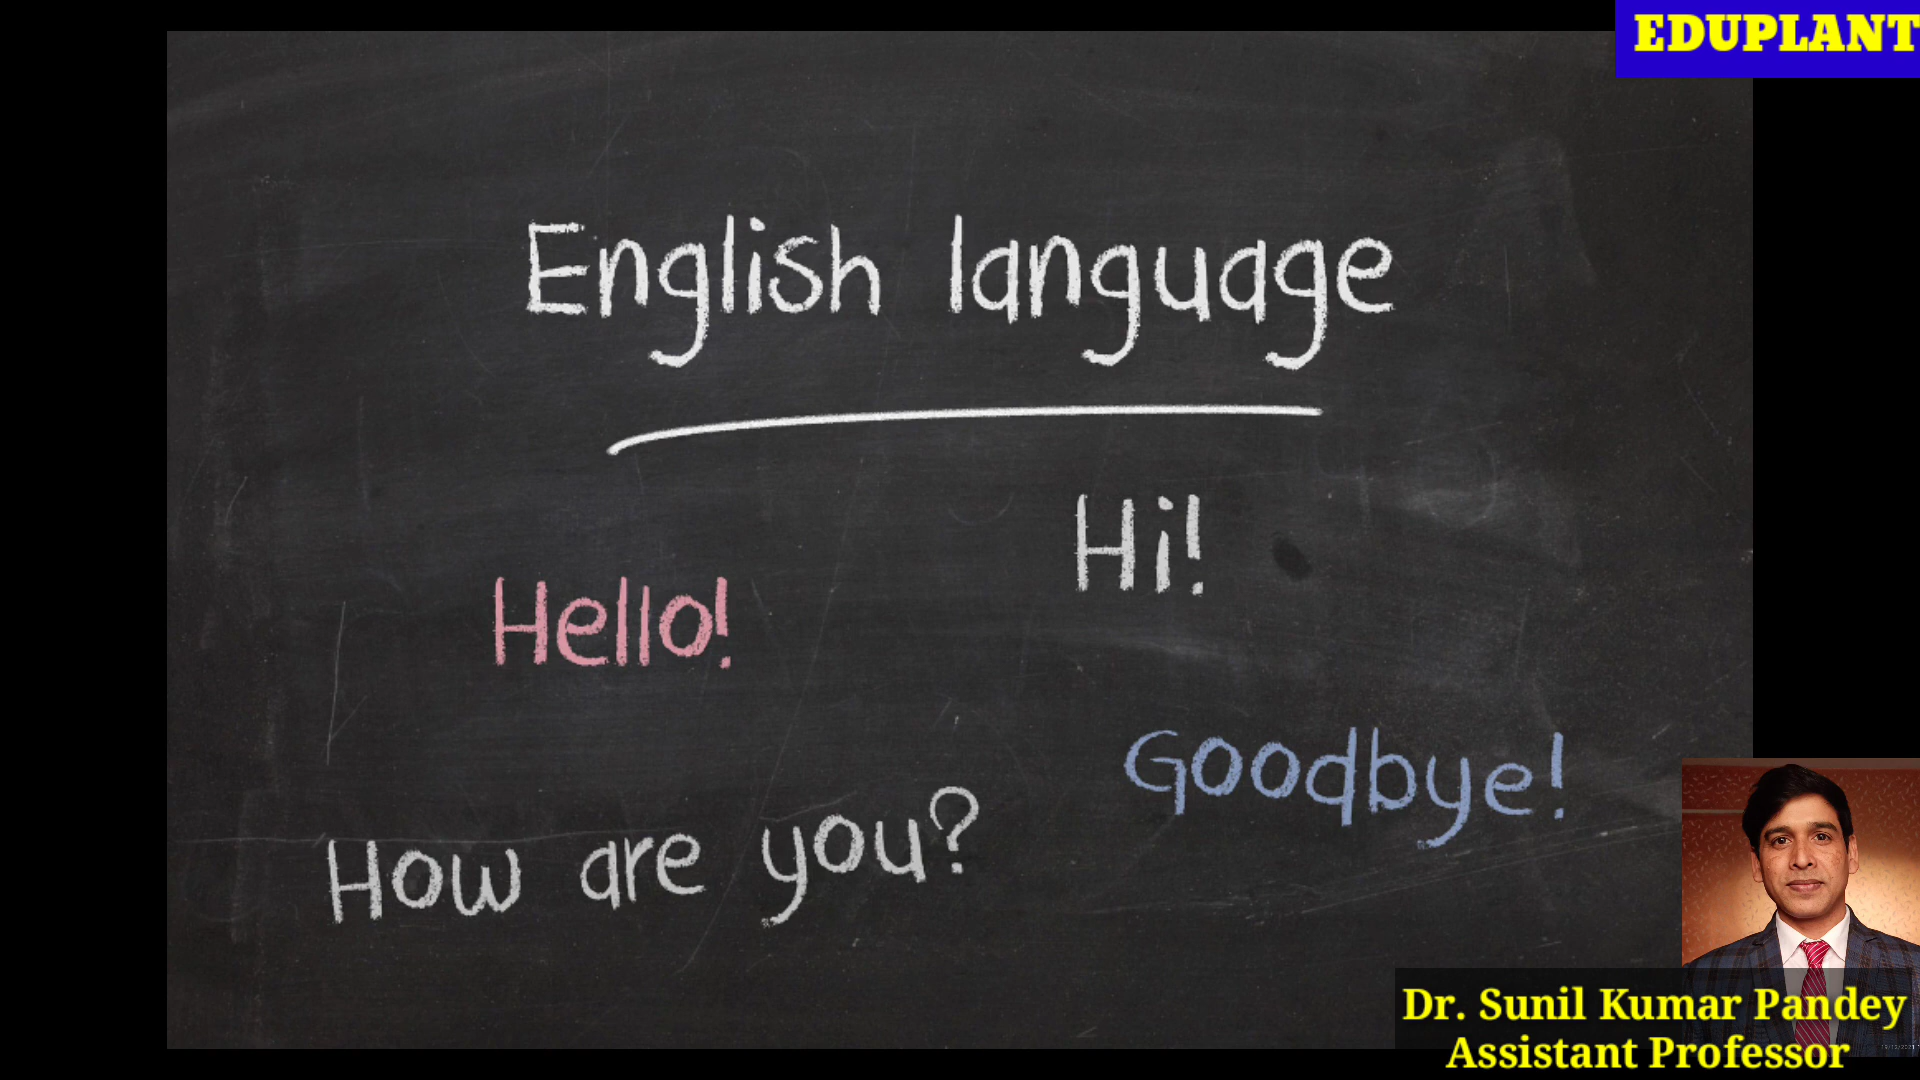 EDUPLANT
English language
Hi!
Hello!
Goodbye!
How are you?
Dr. Sunil Kumar Pandey
Assistant Professor